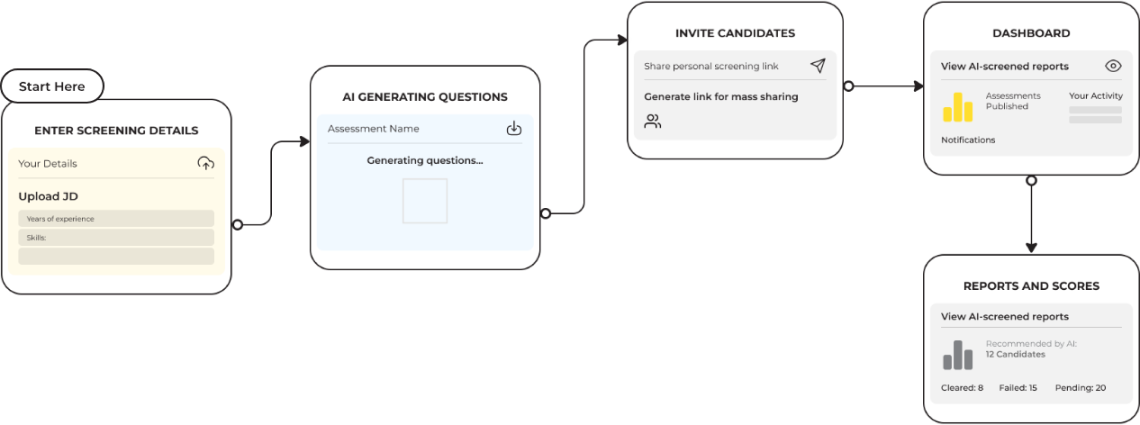 Start Here
ENTER SCREENING DETAILS
Your Details
Upload JD
Years of experience
Skills:
AI GENERATING QUESTIONS
Assessment Name
Generating questions...
INVITE CANDIDATES
Share personal screening link
Generate link for mass sharing
DASHBOARD
View AI-screened reports
Assessments
Published
Your Activity
Notifications
REPORTS AND SCORES
View AI-screened reports
Recommended by AI:
12 Candidates
Cleared: 8 Failed: 15 Pending: 20